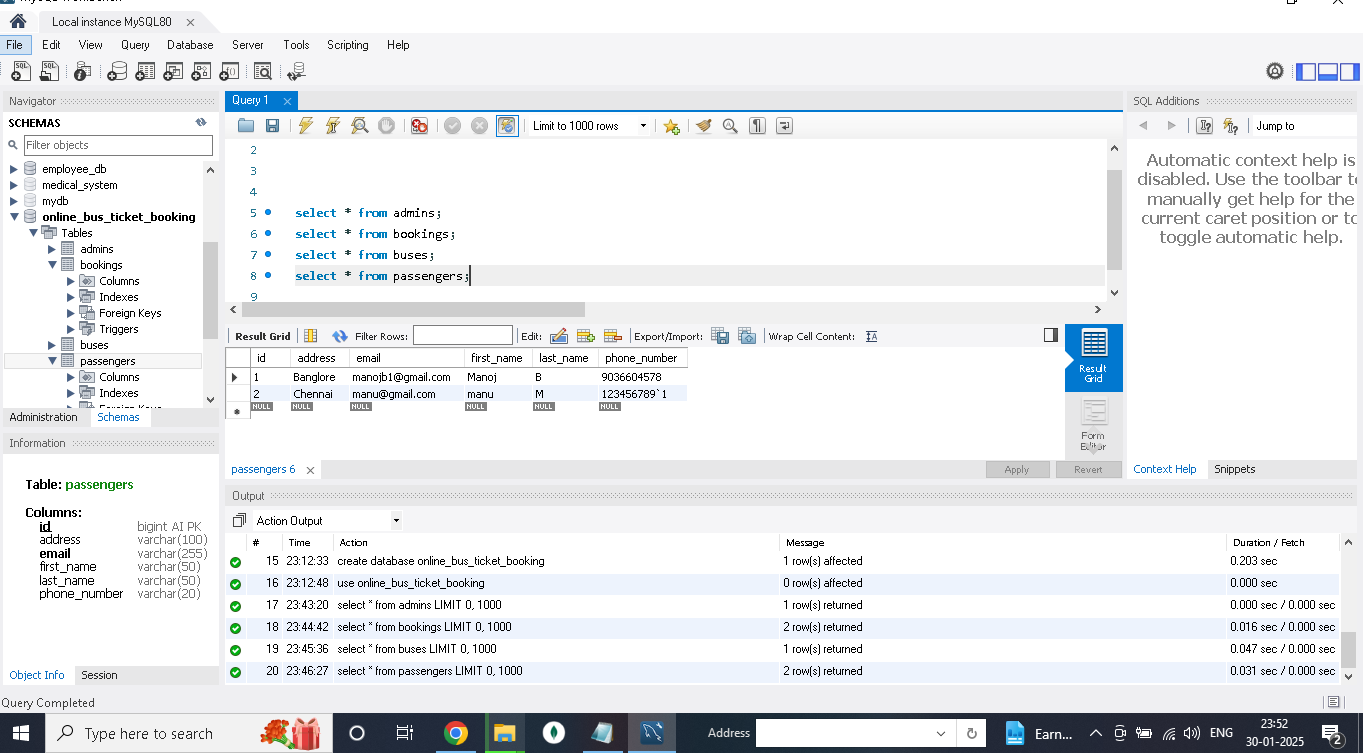 Local instance MySQL80
File Edit View Query Database Server Tools Scripting Help
Navigator
SCHEMAS
Filter objects
employee_db
medical_system
mydb
online_bus_ticket_booking
Tables
admins
bookings
Columns
Indexes
Foreign Keys
Triggers
buses
passengers
Columns
Indexes
Foreign Keys
Administration Schemas
Information
Table: passengers
Columns:
id bigint AI PK
address varchar(100)
email varchar(255)
first_name varchar(50)
last_name varchar(50)
phone_number varchar(20)
Object Info Session
Query 1
Limit to 1000 rows
2
3
4
5 select * from admins;
6 select * from bookings;
7 select * from buses;
8 select * from passengers;
9
Result Grid Filter Rows: Edit: Export/Import: Wrap Cell Content:
id address email first_name last_name phone_number
1 Banglore manojb1@gmail.com Manoj B 9036604578
2 Chennai manu@gmail.com manu M 123456789`1
NULL NULL NULL NULL NULL NULL
Result Grid
Form Editor
passengers 6
Apply Revert
SQL Additions
Jump to
Automatic context help is
disabled. Use the toolbar to
manually get help for the
current caret position or to
toggle automatic help.
Context Help Snippets
Output
Action Output
# Time Action Message Duration / Fetch
15 23:12:33 create database online_bus_ticket_booking 1 row(s) affected 0.203 sec
16 23:12:48 use online_bus_ticket_booking 0 row(s) affected 0.000 sec
17 23:43:20 select * from admins LIMIT 0, 1000 1 row(s) returned 0.000 sec / 0.000 sec
18 23:44:42 select * from bookings LIMIT 0, 1000 2 row(s) returned 0.016 sec / 0.000 sec
19 23:45:36 select * from buses LIMIT 0, 1000 1 row(s) returned 0.047 sec / 0.000 sec
20 23:46:27 select * from passengers LIMIT 0, 1000 2 row(s) returned 0.031 sec / 0.000 sec
Query Completed
Type here to search
Address
Earn...
ENG
23:52
30-01-2025
2